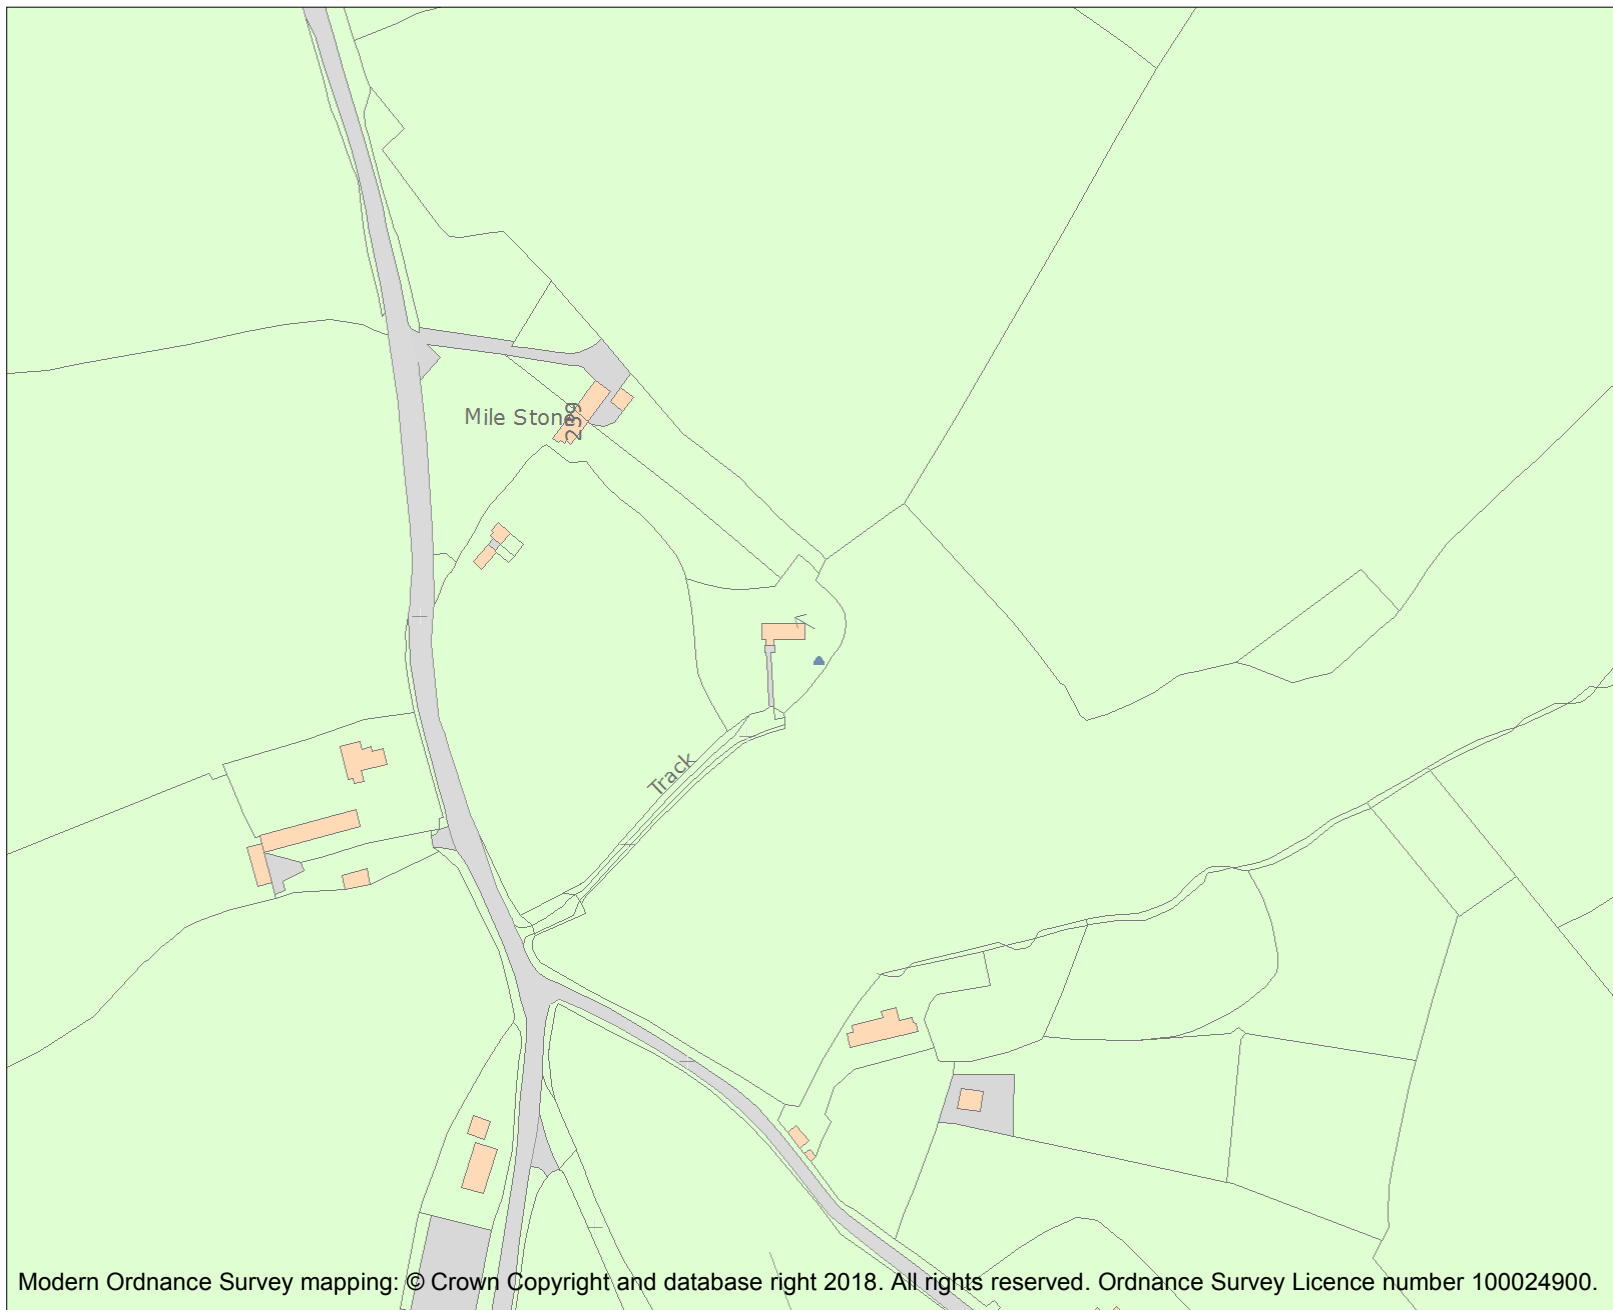 Mile Stone
239
Track
Modern Ordnance Survey mapping: © Crown Copyright and database right 2018. All rights reserved. Ordnance Survey Licence number 100024900.